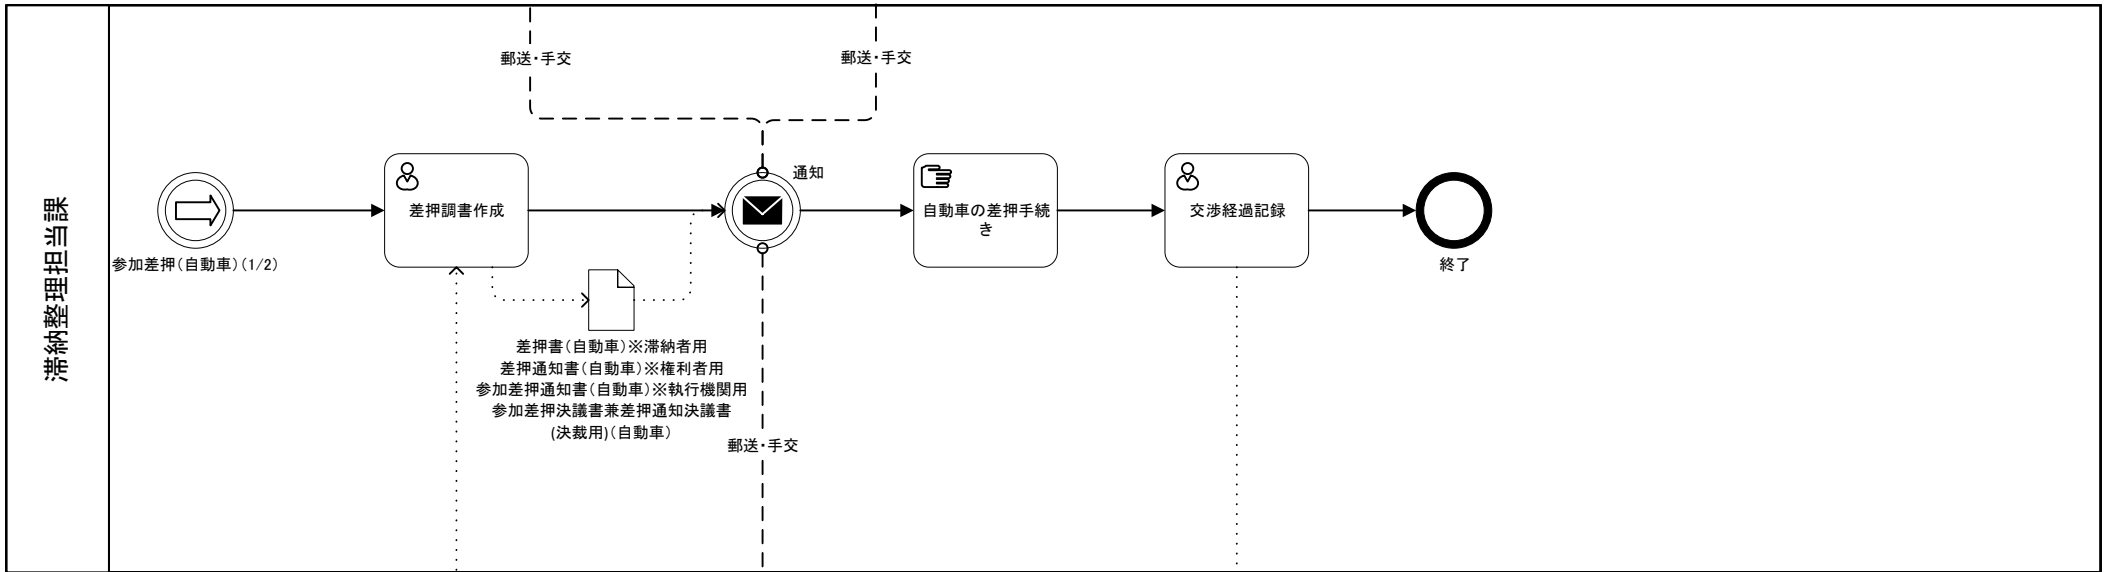 滞納整理担当課
郵送・手交
郵送・手交
参加差押(自動車)(1/2)
差押調書作成
通知
自動車の差押手続
き
交渉経過記録
終了
差押書(自動車)※滞納者用
差押通知書(自動車)※権利者用
参加差押通知書(自動車)※執行機関用
参加差押決議書兼差押通知決議書
(決裁用)(自動車)
郵送・手交